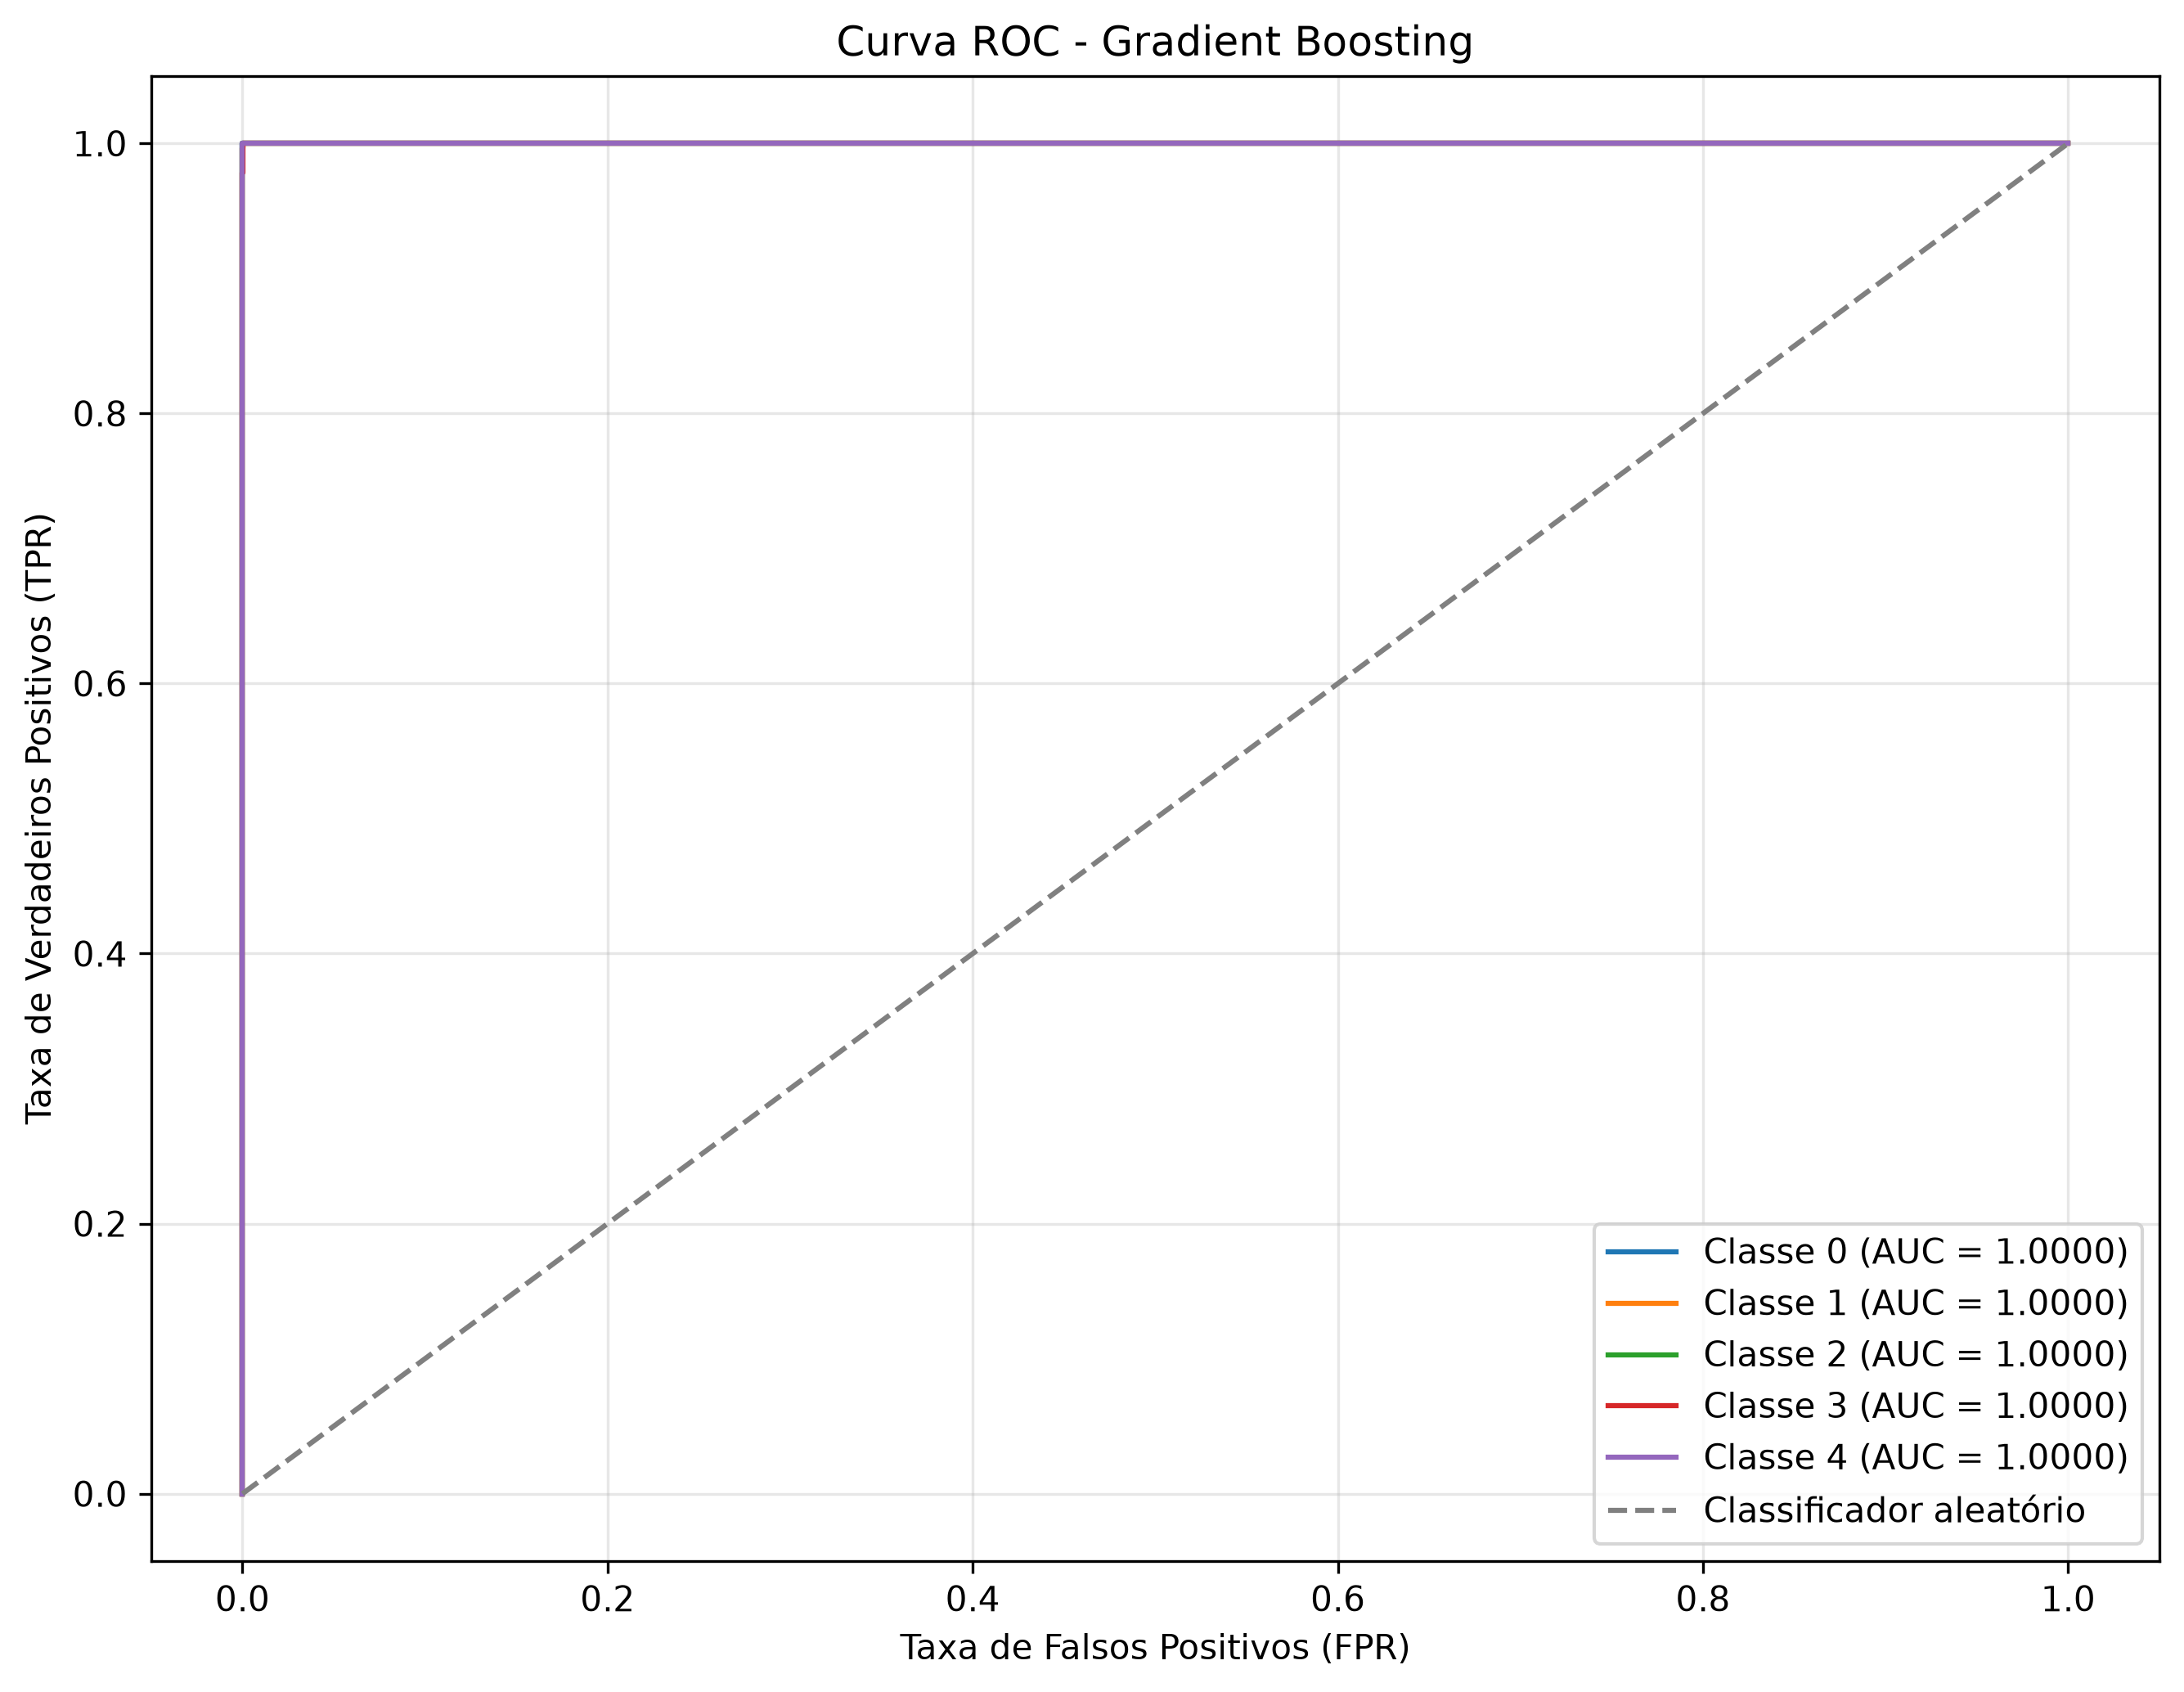 Curva ROC - Gradient Boosting
Taxa de Verdadeiros Positivos (TPR)
1.0
0.8
0.6
0.4
0.2
0.0
Classe 0 (AUC = 1.0000)
Classe 1 (AUC = 1.0000)
Classe 2 (AUC = 1.0000)
Classe 3 (AUC = 1.0000)
Classe 4 (AUC = 1.0000)
Classificador aleatório
0.0 0.2 0.4 0.6 0.8 1.0
Taxa de Falsos Positivos (FPR)